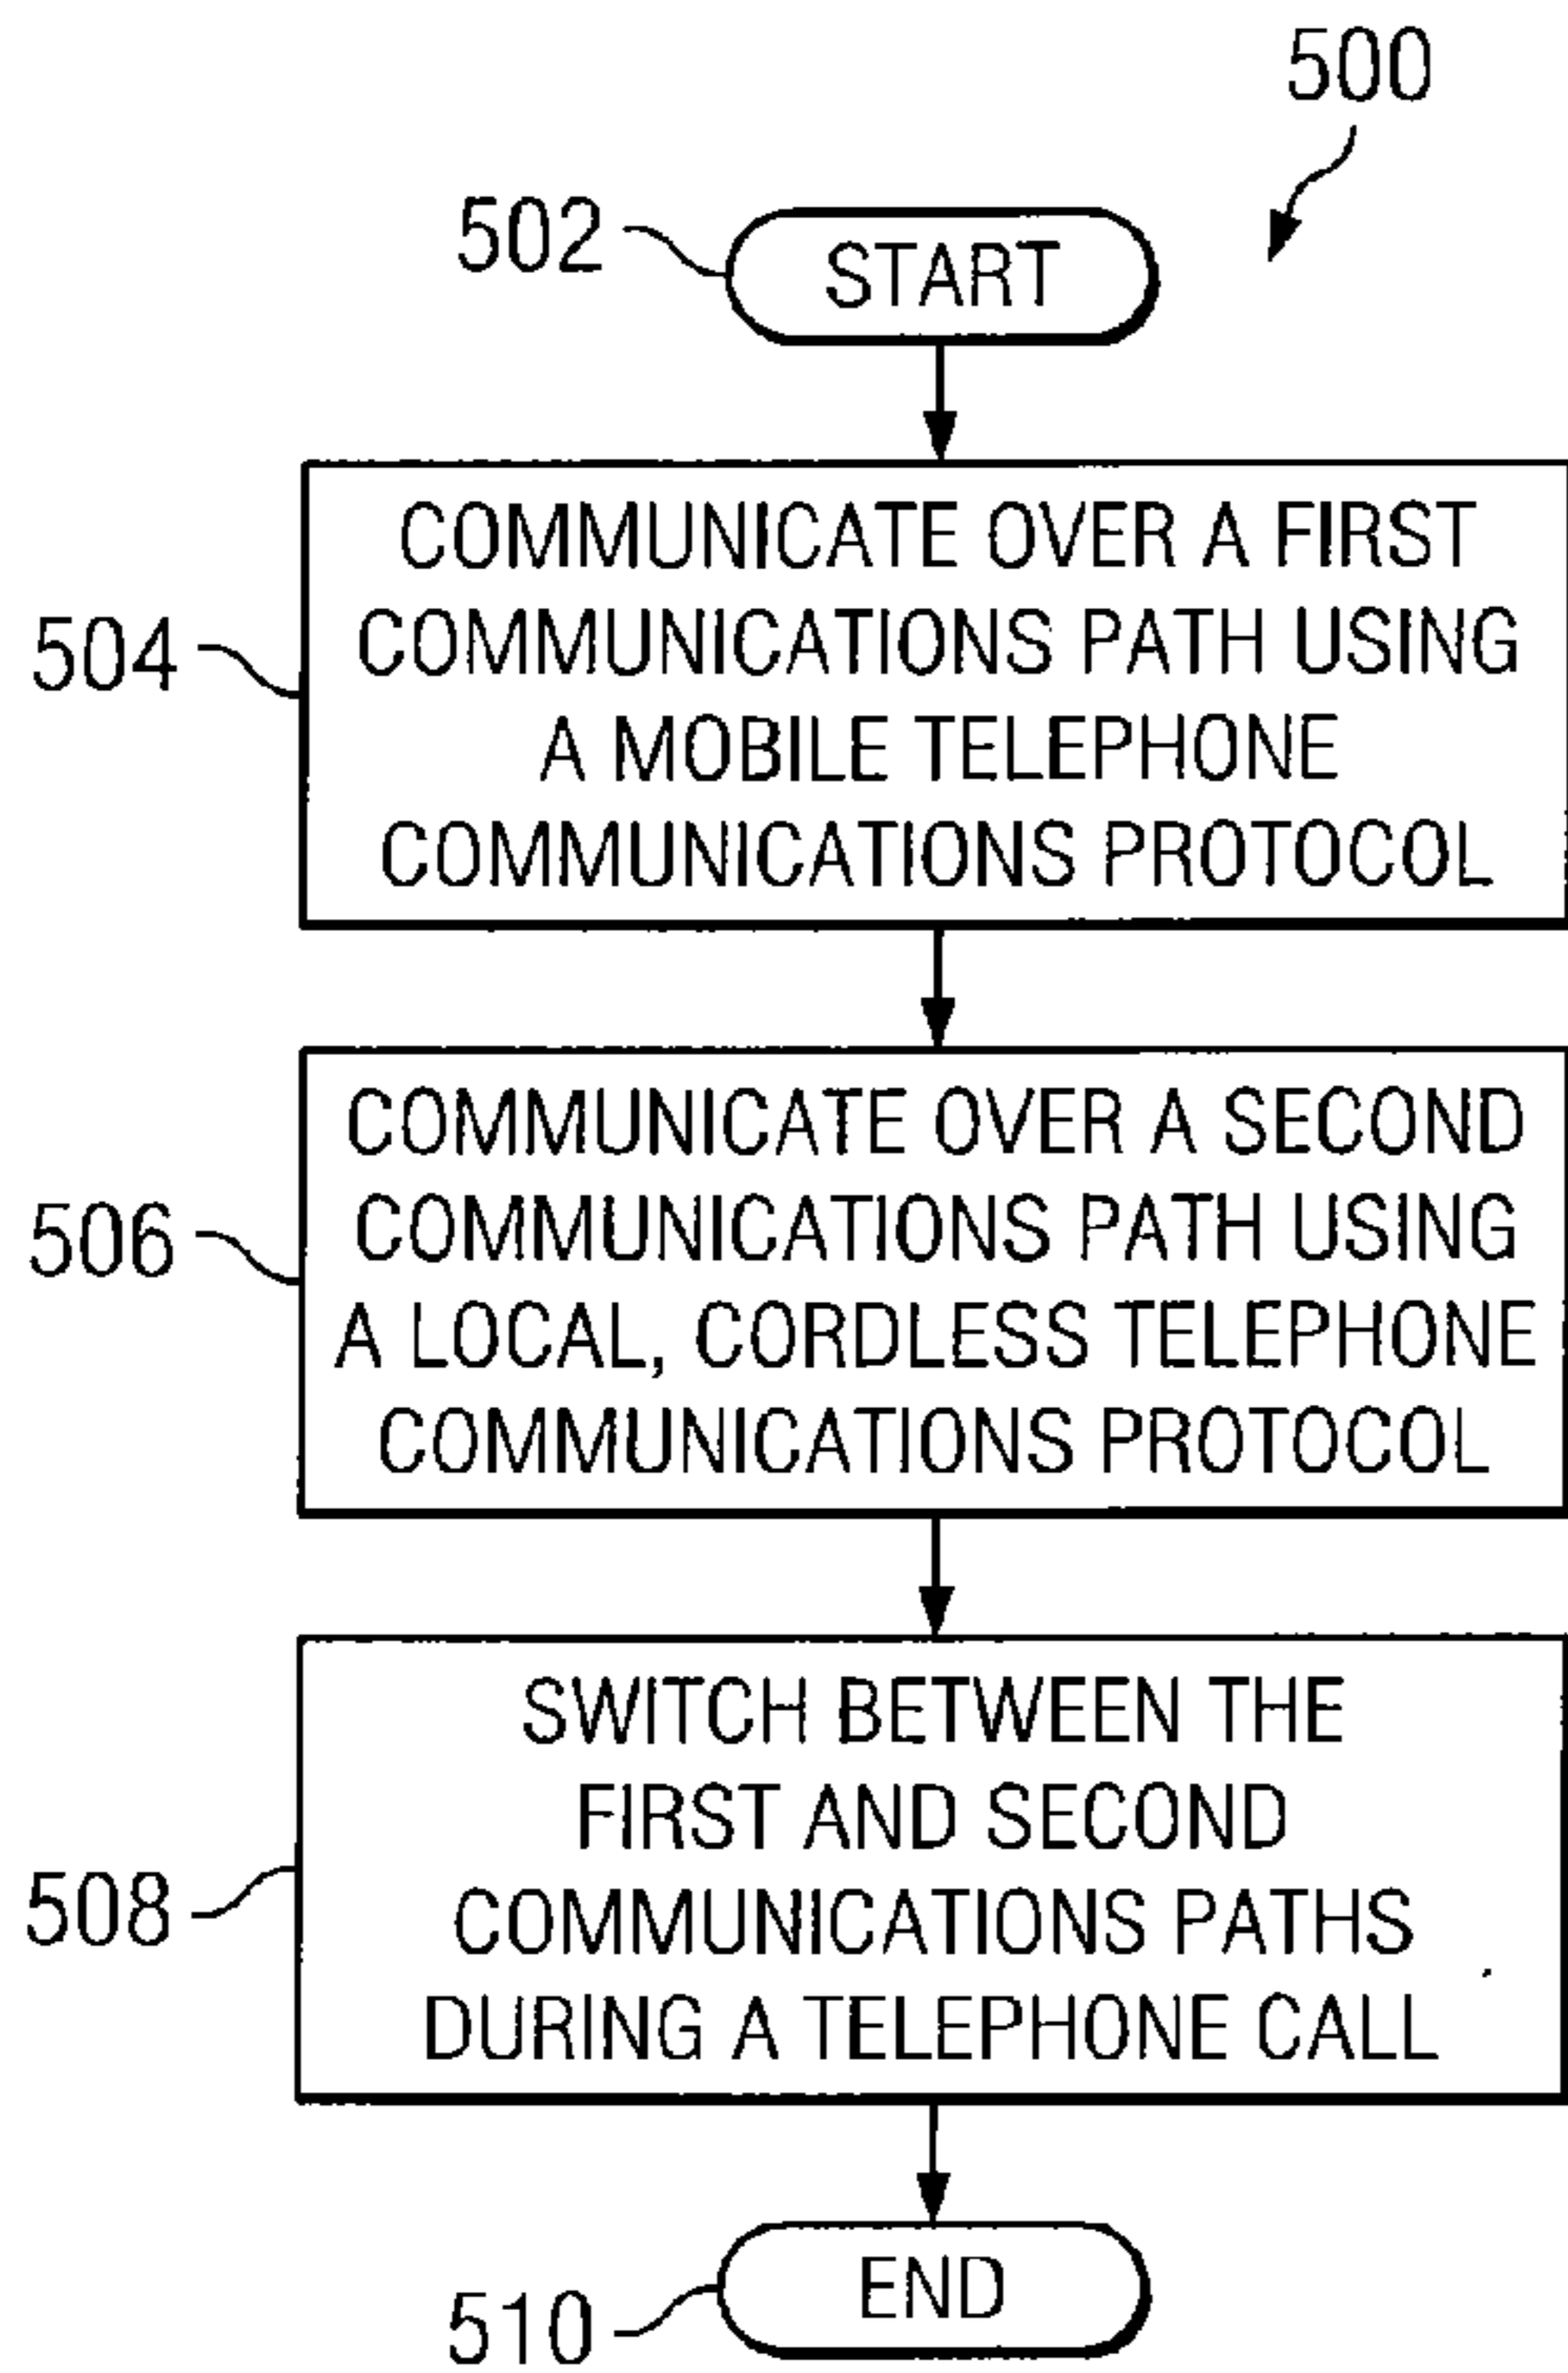 500
502
START
504
COMMUNICATE OVER A FIRST
COMMUNICATIONS PATH USING
A MOBILE TELEPHONE
COMMUNICATIONS PROTOCOL
506
COMMUNICATE OVER A SECOND
COMMUNICATIONS PATH USING
A LOCAL, CORDLESS TELEPHONE
COMMUNICATIONS PROTOCOL
508
SWITCH BETWEEN THE
FIRST AND SECOND
COMMUNICATIONS PATHS
DURING A TELEPHONE CALL
510
END